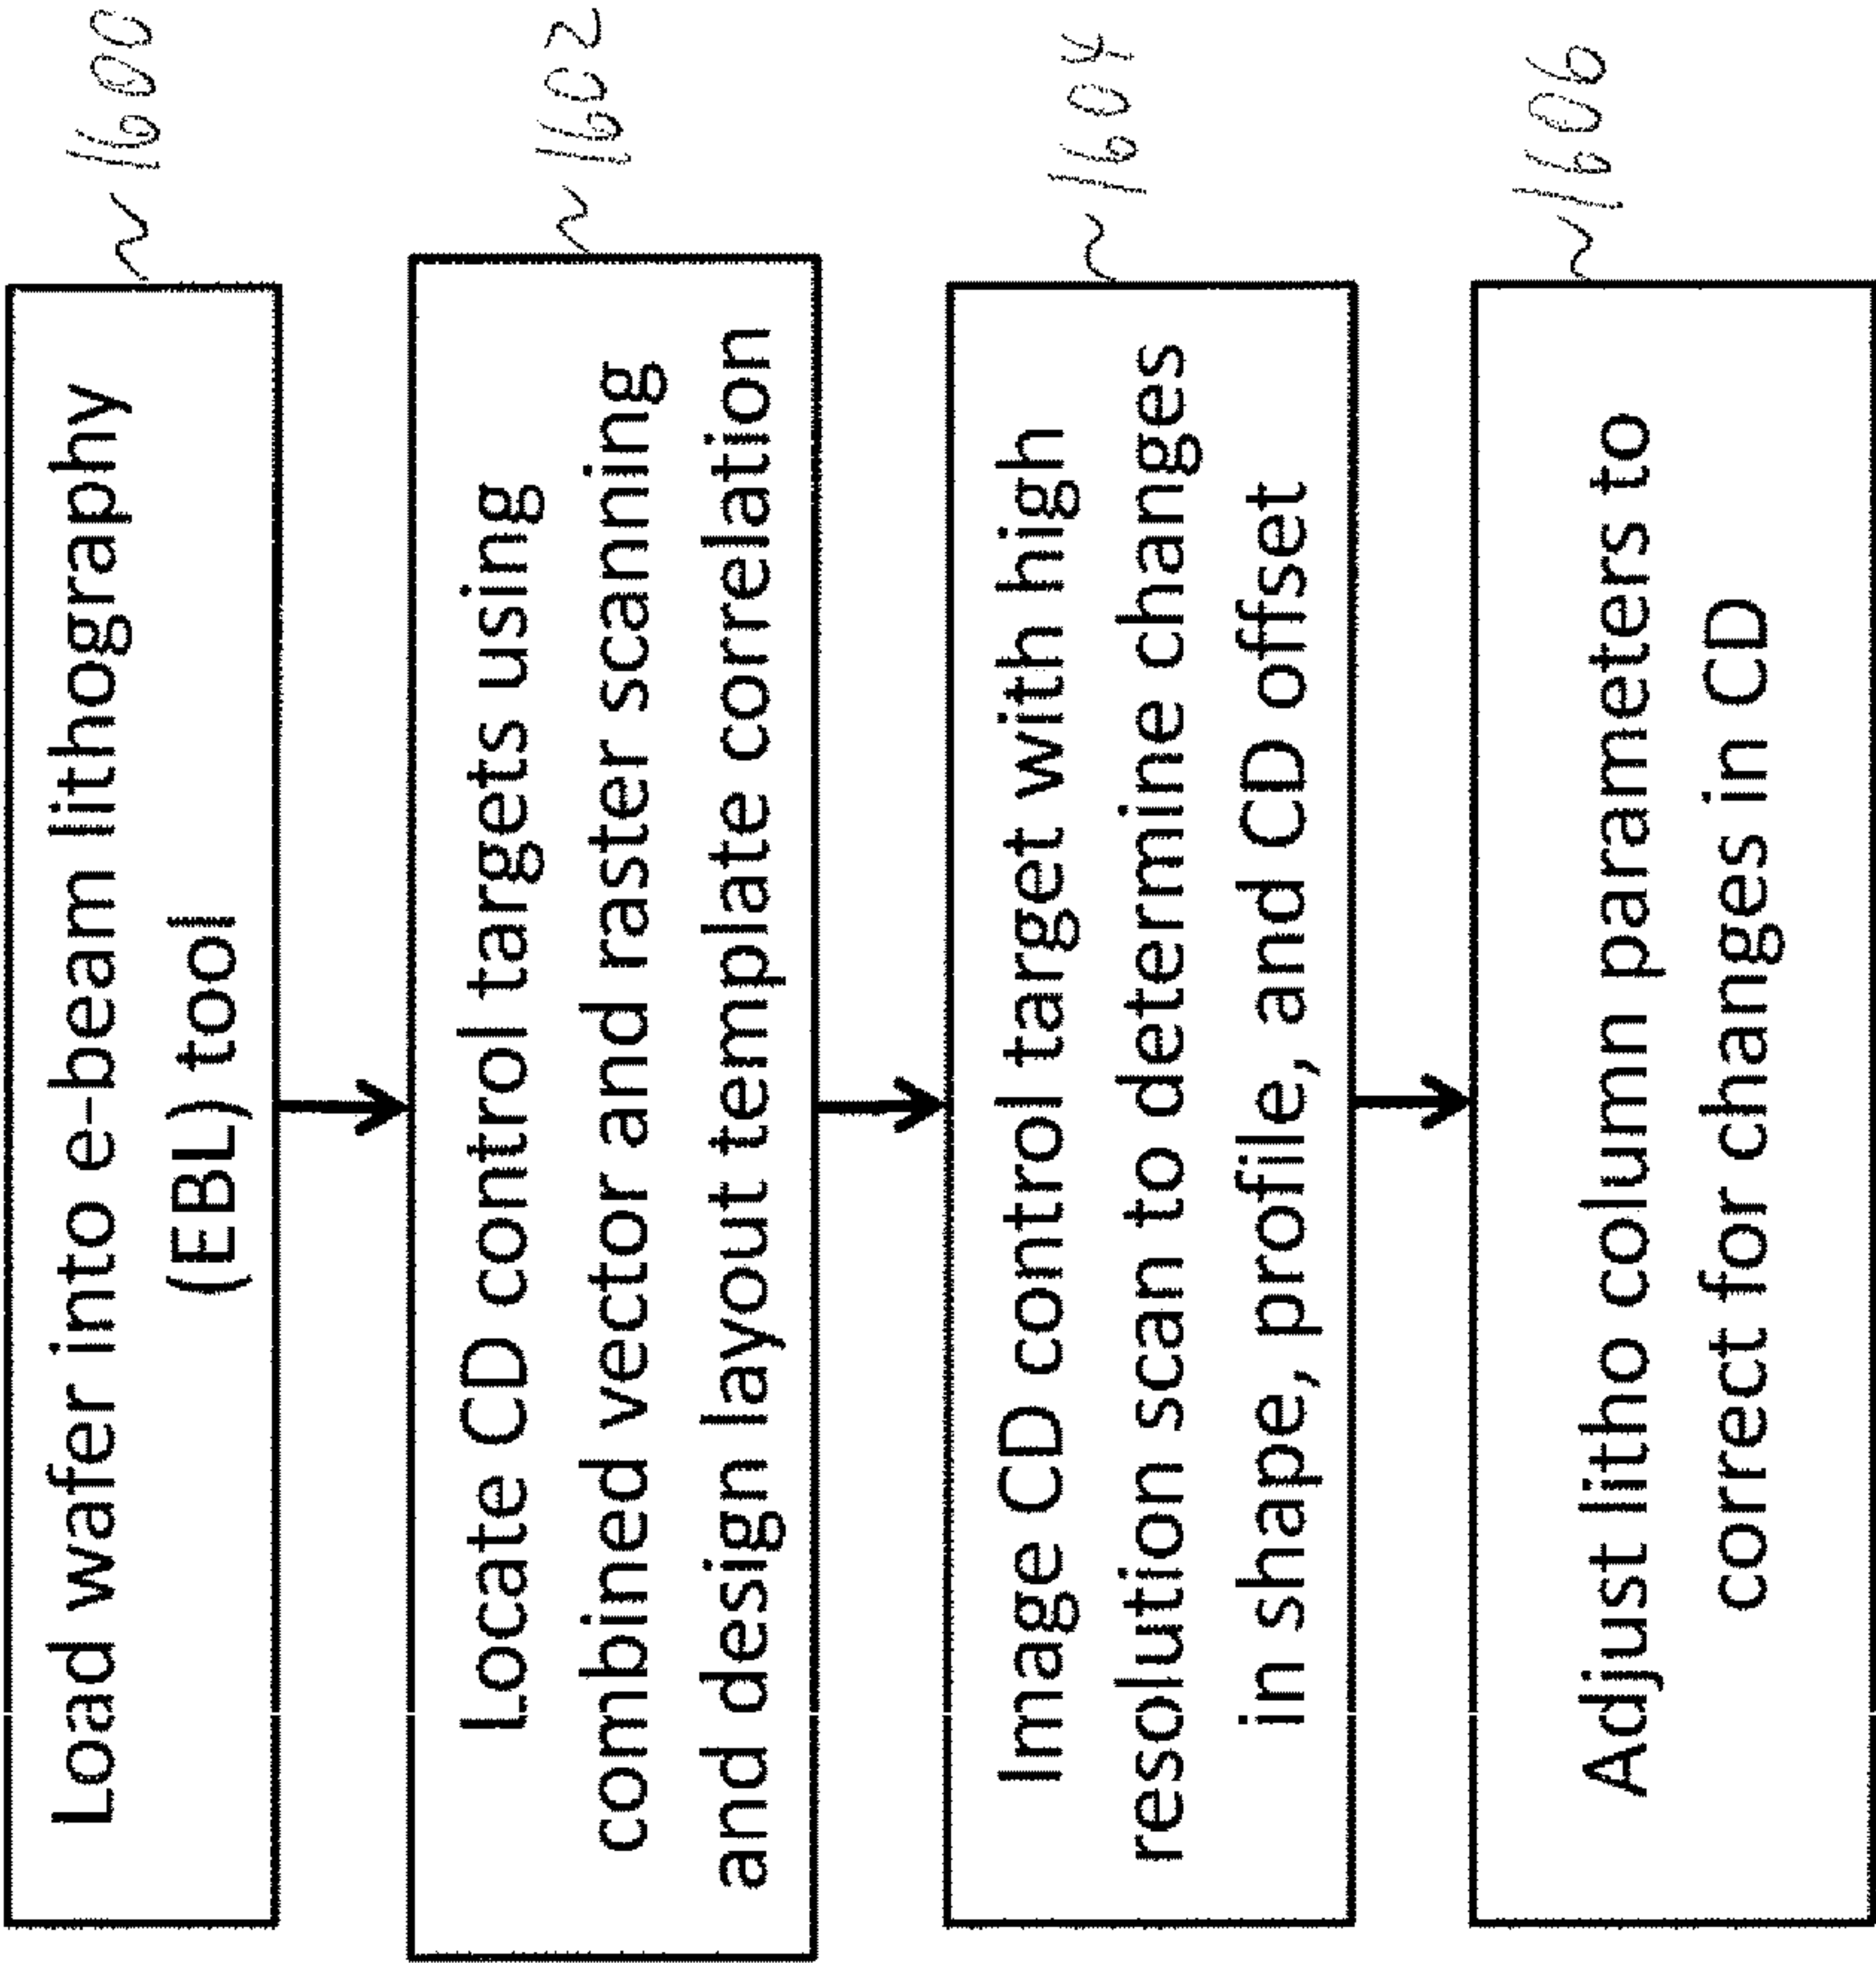 Load wafer into e-beam lithography
(EBL) tool
~1600
Locate CD control targets using
combined vector and raster scanning
and design layout template correlation
~1602
Image CD control target with high
resolution scan to determine changes
in shape, profile, and CD offset
~1604
Adjust litho column parameters to
correct for changes in CD
~1606